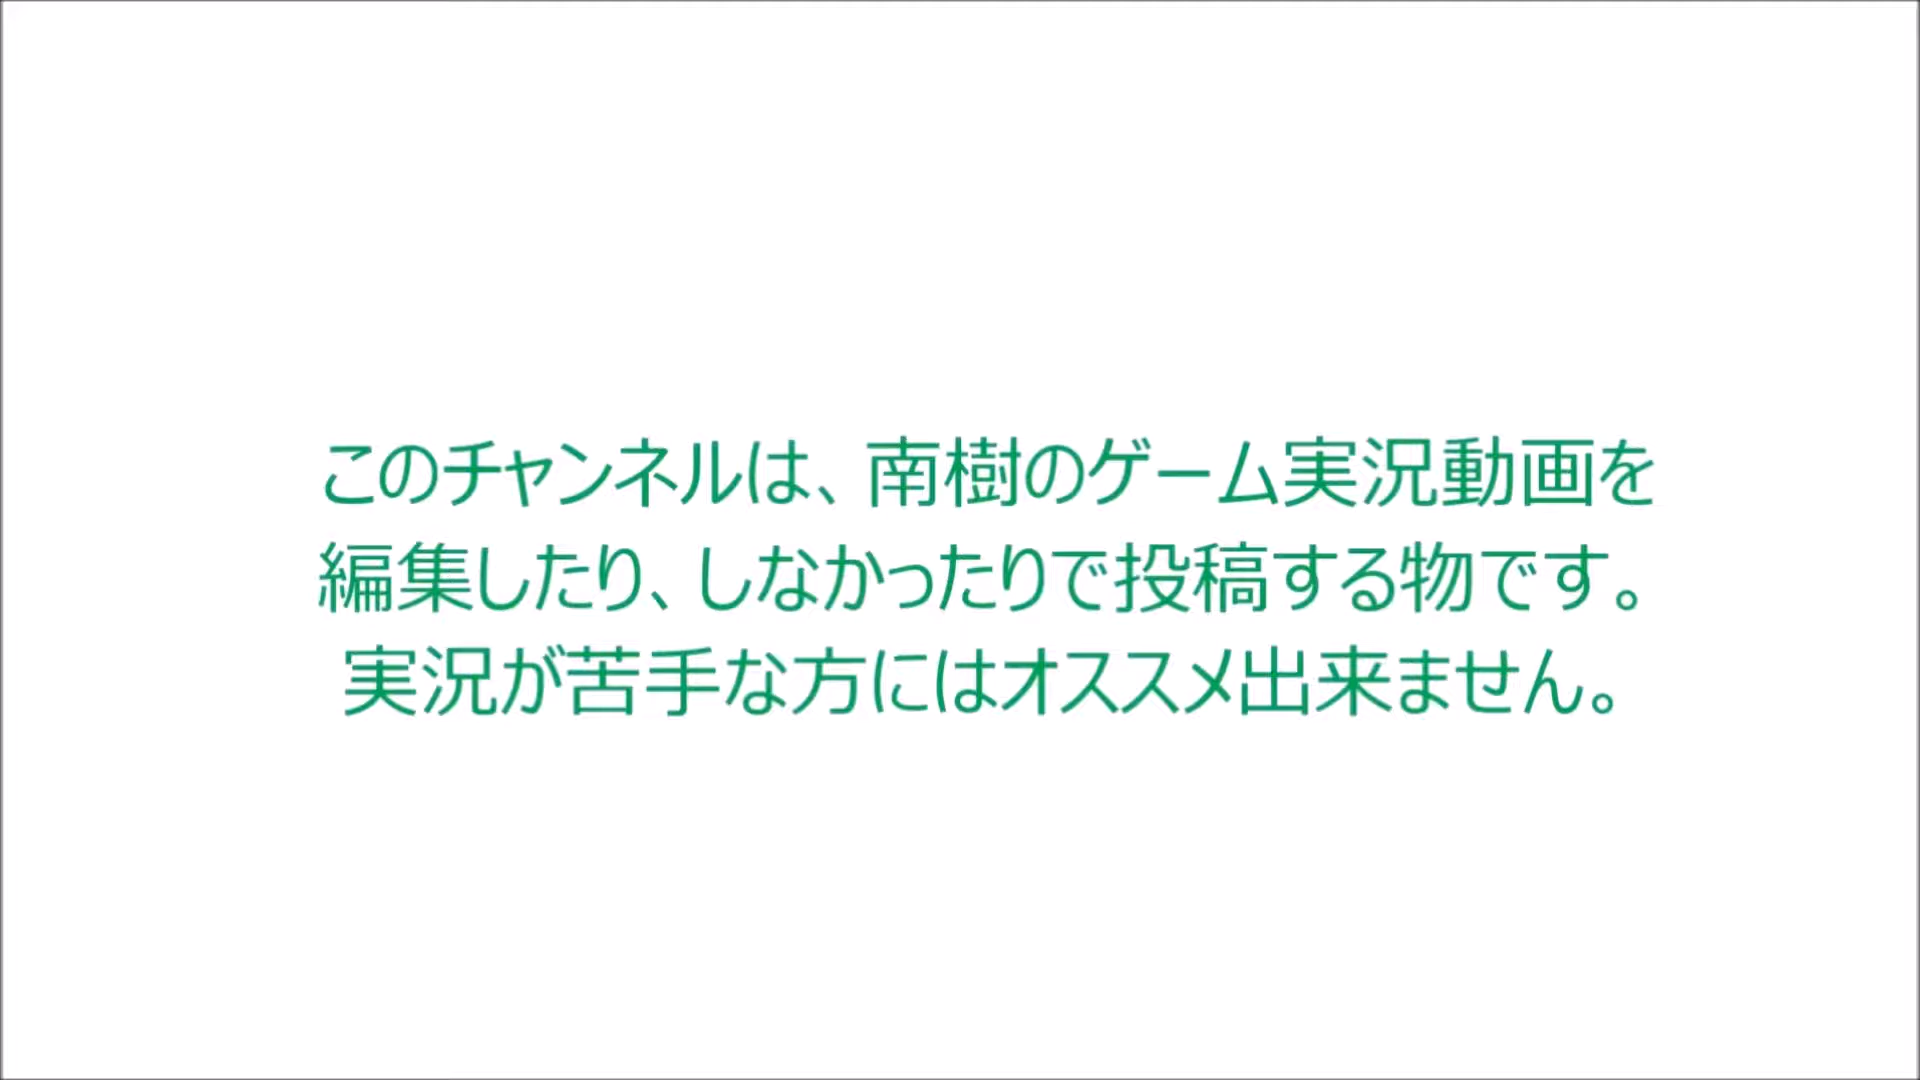 このチャンネルは、南樹のゲーム実況動画を
編集したり、しなかったりで投稿する物です。
実況が苦手な方にはオススメ出来ません。